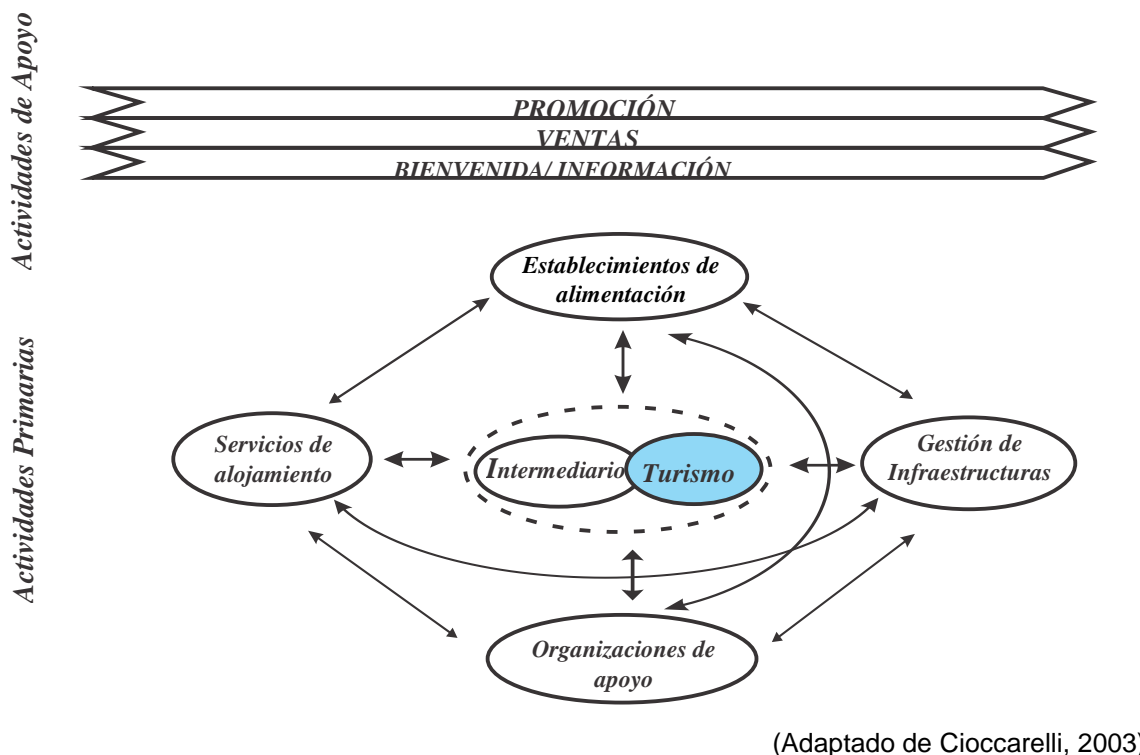 Actividades de Apoyo
PROMOCIÓN
VENTAS
BIENVENIDA/ INFORMACIÓN
Actividades Primarias
Establecimientos de
alimentación
Servicios de
alojamiento
Intermediario
Turismo
Gestión de
Infraestructuras
Organizaciones de
apoyo
(Adaptado de Cioccarelli, 2003)